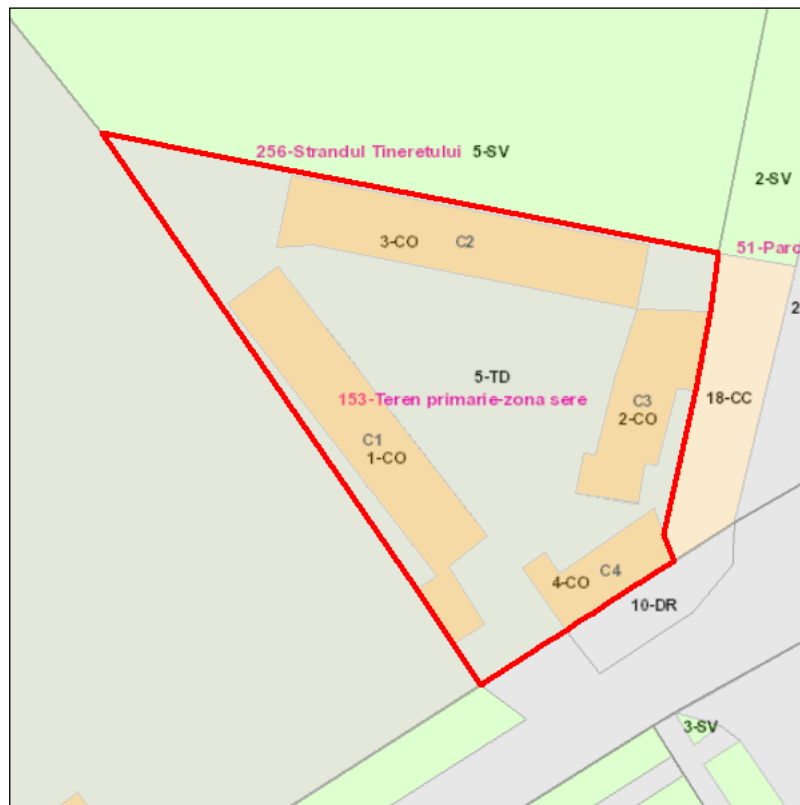 256-Strandul Tineretului 5-SV
2-SV
3-CO C2
51-Parc
2
5-TD
153-Teren primarie-zona sere
18-CC
C3
2-CO
C1
1-CO
C4
4-CO
10-DR
3-SV